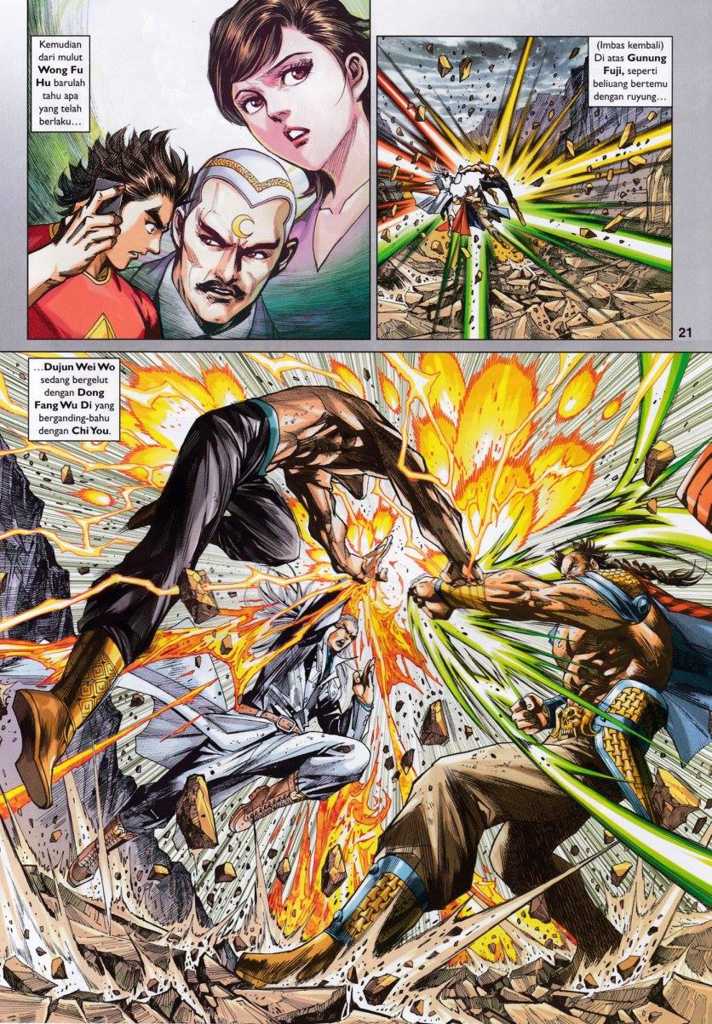 Kemudian
dari mulut
Wong Fu
Hu barulah
tahu apa
yang telah
berlaku...
(Imbas kembali)
Di atas Gunung
Fuji, seperti
beliung bertemu
dengan ruyung...
21
...Dujun Wei Wo
sedang bergelut
dengan Dong
Fang Wu Di yang
berganding-bahu
dengan Chi You.